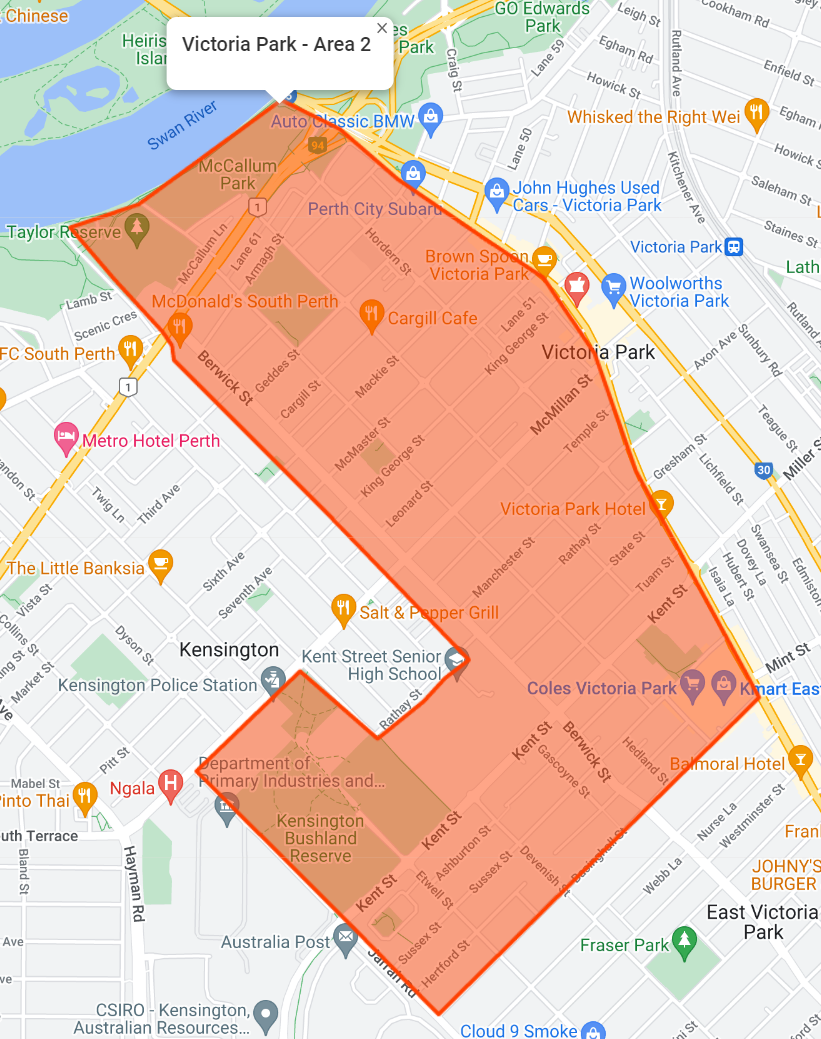 Chinese
GO Edwards
Park
Leigh St
Cookham Rd
Rutland Ave
Lane 59
Craig St
Egham Rd
Enfield St
Howick St
Victoria Park - Area 2
Heiris
Islan
es
Park
Swan River
Auto Classic BMW
Whisked the Right Wei
Egham
Howick S
Lane 50
94
McCallum
Park
1
Perth City Subaru
John Hughes Used
Cars - Victoria Park
Kitchener Ave
Saleham St
Staines St
Taylor Reserve
McCallum Ln
Lane 61
Armagh St
Hordern St
Victoria Park
Lath
Brown Spoon
Victoria Park
Woolworths
Victoria Park
Lamb St
Scenic Cres
McDonald's South Perth
Cargill Cafe
Lane 51
King George St
Rutland A
FC South Perth
Victoria Park
Axon Ave
Sunbury Rd
Berwick St
Geddes St
Cargill St
Mackie St
1
McMillan St
Temple St
Teague St
Metro Hotel Perth
McMaster St
King George St
Gresham St
Lichfield St
30
Miller S
andon St
Twig Ln
Third Ave
Leonard St
Victoria Park Hotel
The Little Banksia
Sixth Ave
Seventh Ave
Manchester St
Rathay St
State St
Tuam St
Isaia La
Hubert St
Dovey La
Swansea St
Edmiston
Vista St
Collins St
Dyson St
Salt & Pepper Grill
Kent St
Kensington
Kent Street Senior
High School
Mint St
Market St
Kensington Police Station
Coles Victoria Park
Kmart East
Rathay St
Kent St
Berwick St
Gascoyne St
Hedland St
Pitt St
Balmoral Hotel
Mabel St
Ngala
Department of
Primary Industries and...
Pinto Thai
Kensington
Bushland
Reserve
Kent St
Nurse La
Westminster St
Fran
outh Terrace
Bland St
Hayman Rd
Ashburton St
Sussex St
Devenish St
Basinghall St
Webb La
JOHNY'S
BURGER
Kent St
Etwell St
East Victoria
Park
Ave
Australia Post
Sussex St
Hertford St
Jarrah Rd
Fraser Park
CSIRO - Kensington,
Australian Resources...
Cloud 9 Smoke